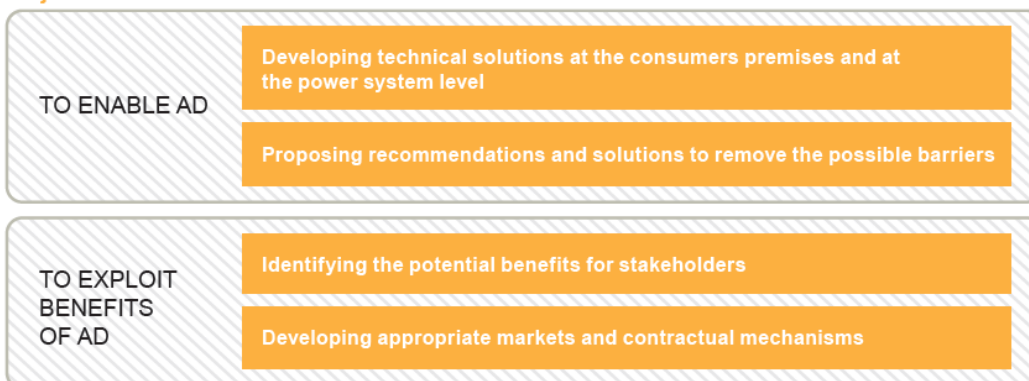 TO ENABLE AD
Developing technical solutions at the consumers premises and at
the power system level
Proposing recommendations and solutions to remove the possible barriers
TO EXPLOIT
BENEFITS
OF AD
Identifying the potential benefits for stakeholders
Developing appropriate markets and contractual mechanisms